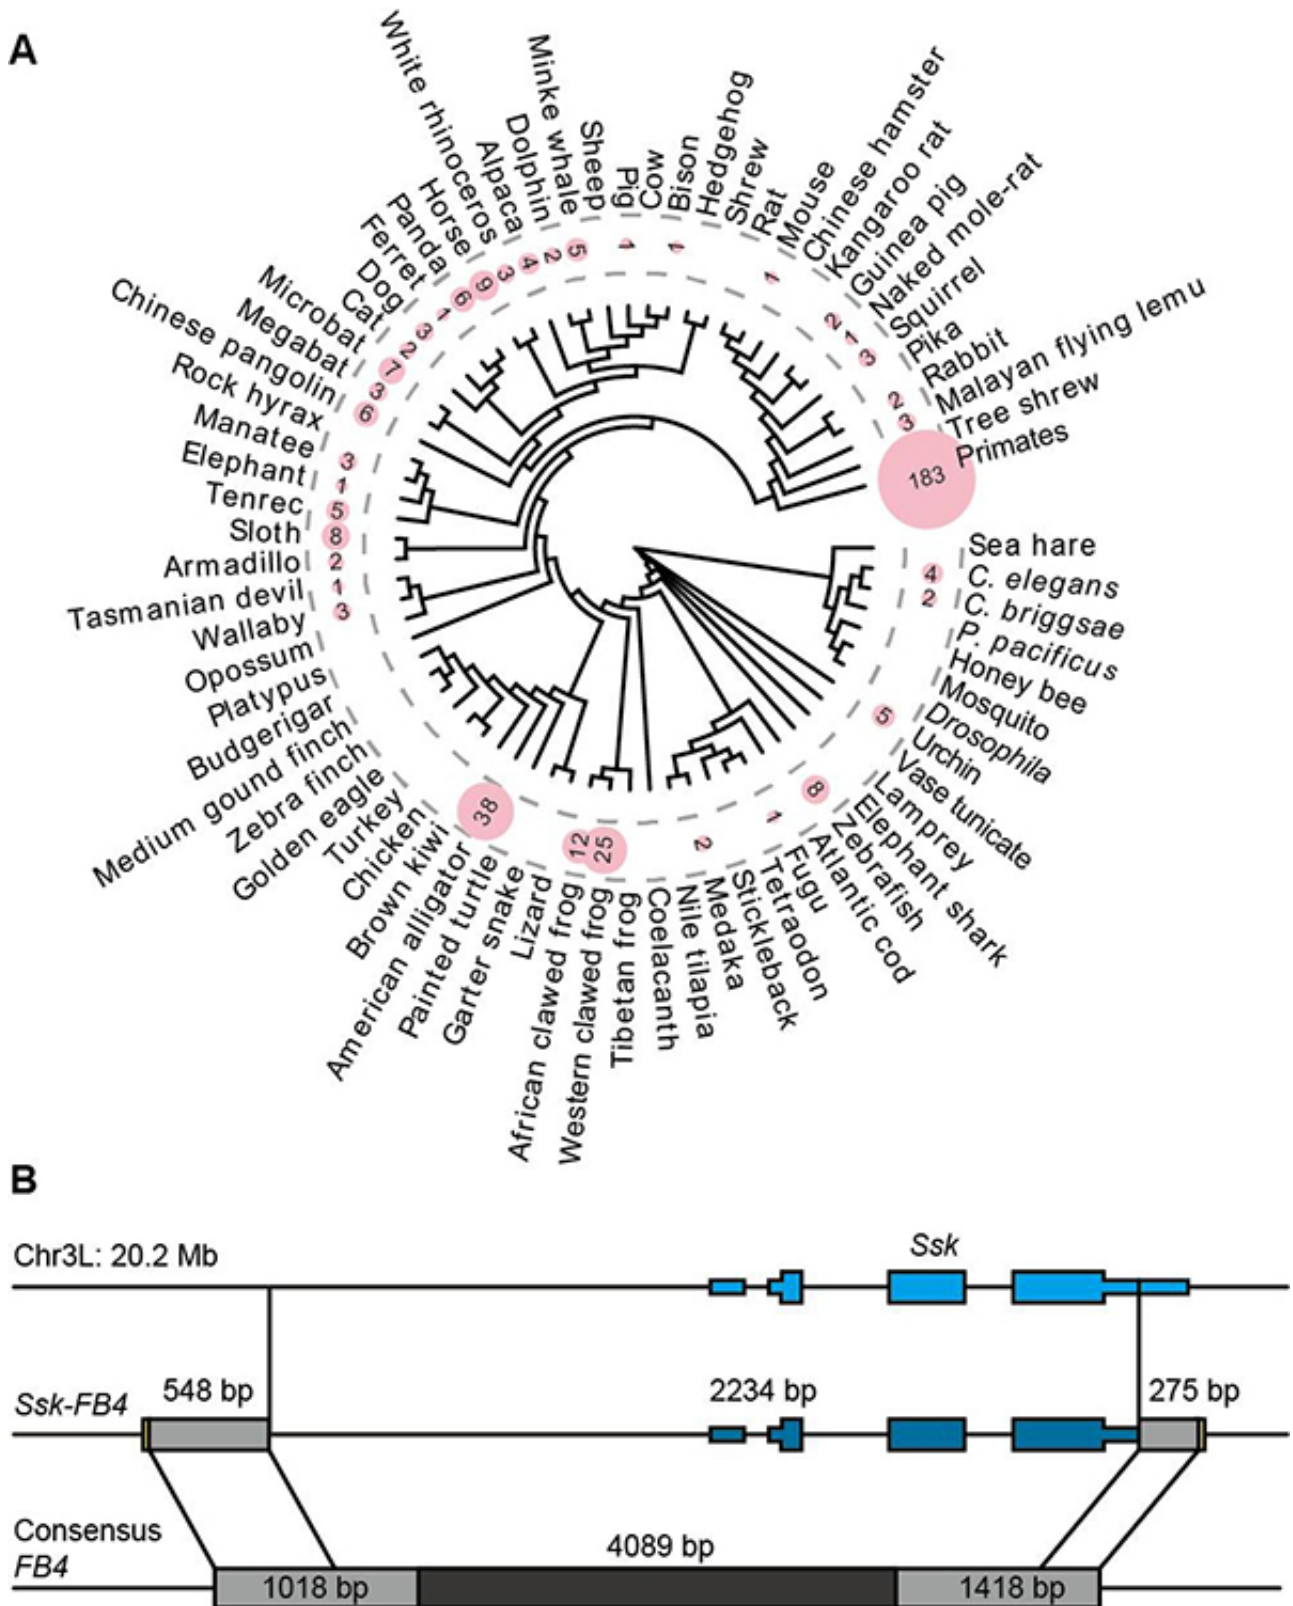 A
White rhinoceros
Alpaca
Dolphin
Minke whale
Sheep
Pig
Cow
Bison
Hedgehog
Shrew
Rat
Mouse
Chinese hamster
Kangaroo rat
Guinea pig
Naked mole-rat
Squirrel
Pika
Rabbit
Malayan flying lemu
Tree shrew
Primates
Sea hare
C. elegans
C. briggsae
P. pacificus
Honey bee
Mosquito
Drosophila
Urchin
Vase tunicate
Lamprey
Elephant shark
Zebrafish
Atlantic cod
Fugu
Tetraodon
Stickleback
Medaka
Nile tilapia
Coelacanth
Tibetan frog
Western clawed frog
African clawed frog
Lizard
Garter snake
Painted turtle
American alligator
Brown kiwi
Chicken
Turkey
Golden eagle
Zebra finch
Medium gound finch
Budgerigar
Platypus
Opossum
Wallaby
Tasmanian devil
Armadillo
Sloth
Tenrec
Elephant
Manatee
Rock hyrax
Chinese pangolin
Megabat
Microbat
Cat
Dog
Ferret
Panda
Horse
9
3
4
2
5
1
1
1
2
1
3
2
3
183
4
2
5
8
1
2
25
12
38
3
1
2
8
5
1
3
6
3
7
2
3
1
6
B
Chr3L: 20.2 Mb
Ssk
Ssk-FB4
548 bp
2234 bp
275 bp
Consensus
FB4
4089 bp
1018 bp
1418 bp